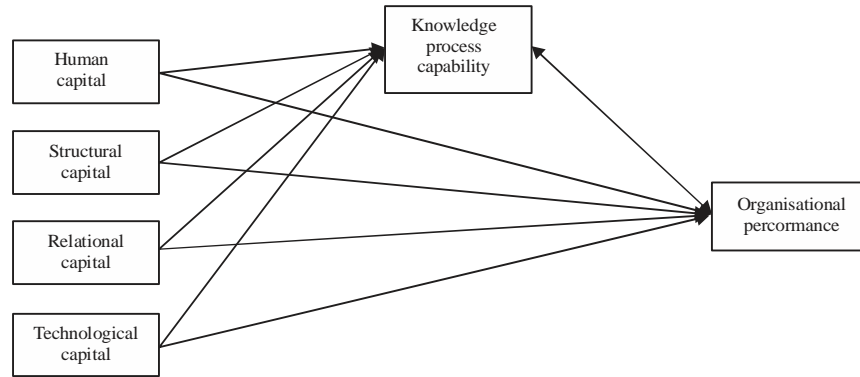 Human
capital
Structural
capital
Relational
capital
Technological
capital
Knowledge
process
capability
Organisational
percormance